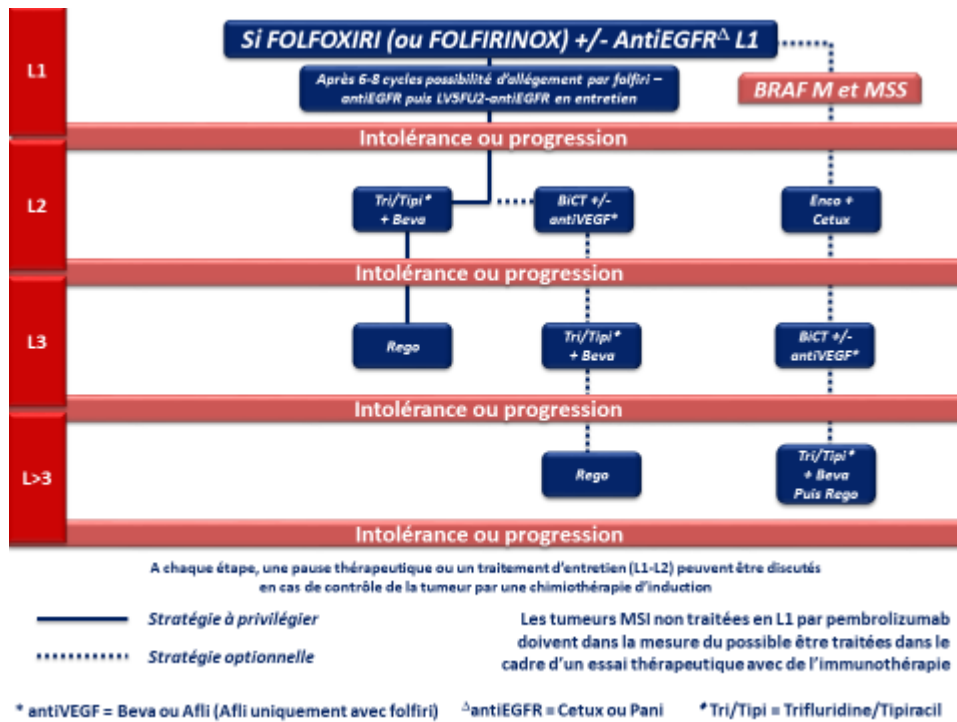 L1
Si FOLFOXIRI (ou FOLFIRINOX) +/- AntiEGFRΔ L1
Après 6-8 cycles possibilité d'allégement par folfiri –
antiEGFR puis LV5FU2-antiEGFR en entretien
BRAF M et MSS
Intolérance ou progression
L2
Tri/Tipi*
+ Beva
BiCT +/-
antiVEGF*
Enco +
Cetux
Intolérance ou progression
L3
Rego
Tri/Tipi*
+ Beva
BiCT +/-
antiVEGF*
Intolérance ou progression
L>3
Rego
Tri/Tipi*
+ Beva
Puis Rego
Intolérance ou progression
A chaque étape, une pause thérapeutique ou un traitement d'entretien (L1-L2) peuvent être discutés
en cas de contrôle de la tumeur par une chimiothérapie d'induction
Stratégie à privilégier
Stratégie optionnelle
Les tumeurs MSI non traitées en L1 par pembrolizumab
doivent dans la mesure du possible être traitées dans le
cadre d'un essai thérapeutique avec de l'immunothérapie
* antiVEGF = Beva ou Afli (Afli uniquement avec folfiri) ΔantiEGFR = Cetux ou Pani *Tri/Tipi = Trifluridine/Tipiracil